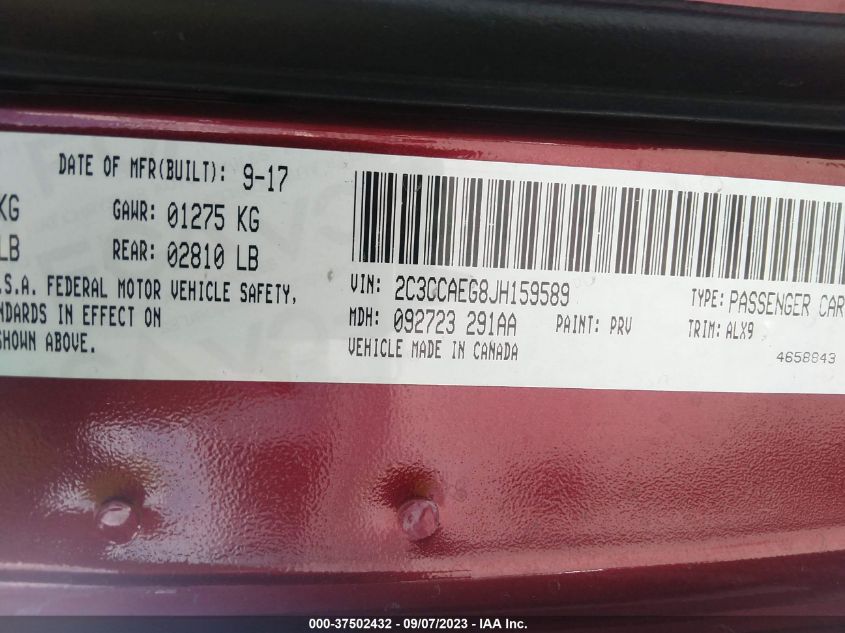 DATE OF MFR(BUILT): 9-17
KG GAWR: 01275 KG
LB REAR: 02810 LB
.S.A. FEDERAL MOTOR VEHICLE SAFETY,
NDARDS IN EFFECT ON
SHOWN ABOVE.
VIN: 2C3CCAEG8JH159589 TYPE: PASSENGER CAR
MDH: 092723 291AA PAINT: PRV TRIM: ALX9
VEHICLE MADE IN CANADA 4658843
000-37502432 - 09/07/2023 - IAA Inc.